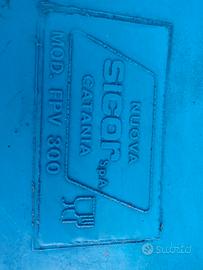 NUOVA
SICOR SpA
CATANIA
MOD. FPV 800
subito